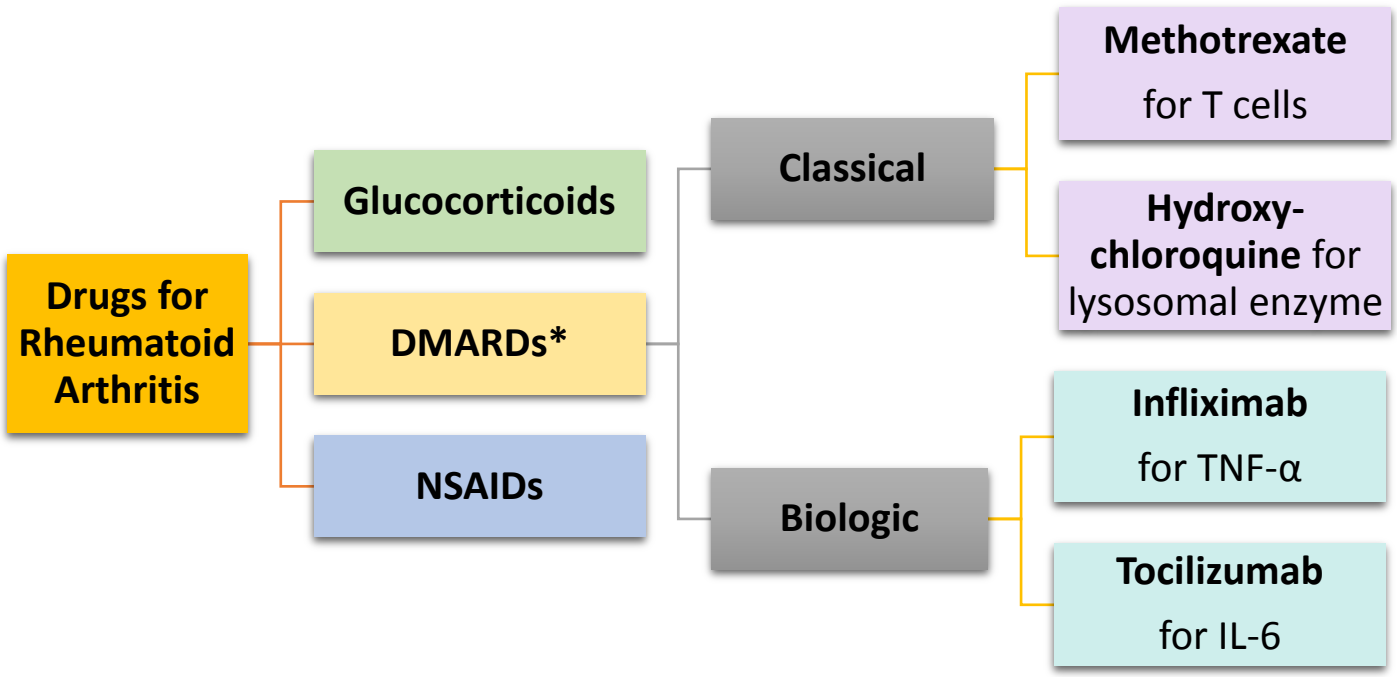 Drugs for
Rheumatoid
Arthritis
Glucocorticoids
DMARDs*
NSAIDs
Classical
Biologic
Methotrexate
for T cells
Hydroxy-
chloroquine for
lysosomal enzyme
Infliximab
for TNF-α
Tocilizumab
for IL-6